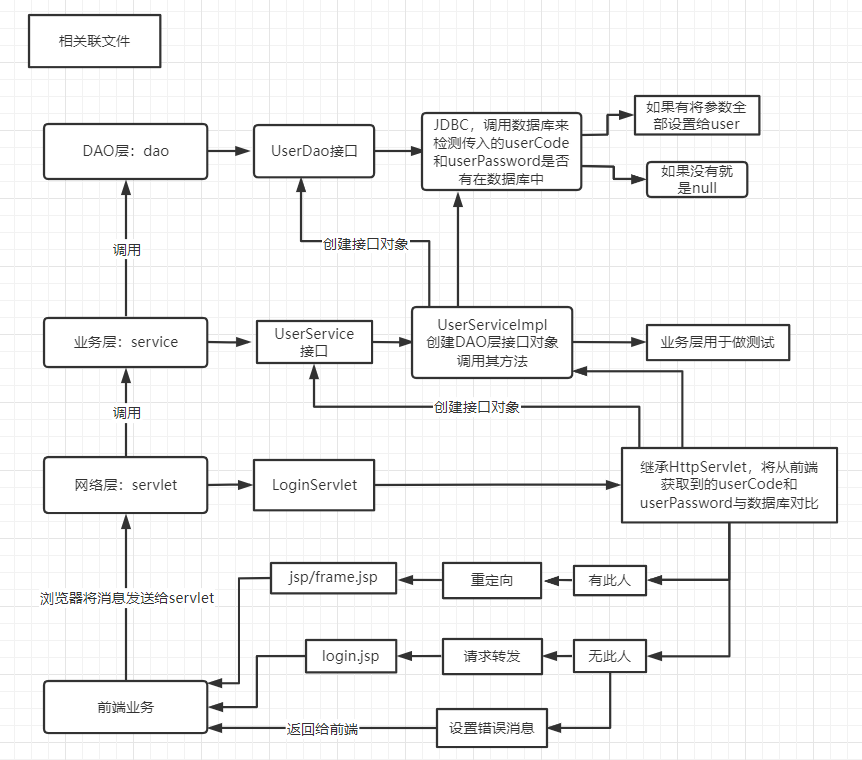 相关联文件
DAO层：dao
UserDao接口
JDBC，调用数据库来
检测传入的userCode
和userPassword是否
有在数据库中
如果有将参数全
部设置给user
如果没有就
是null
调用
创建接口对象
业务层：service
UserService
接口
UserServiceImpl
创建DAO层接口对象
调用其方法
业务层用于做测试
调用
创建接口对象
网络层：servlet
LoginServlet
继承HttpServlet，将从前端
获取到的userCode和
userPassword与数据库对比
jsp/frame.jsp
重定向
有此人
浏览器将消息发送给servlet
login.jsp
请求转发
无此人
前端业务
返回给前端
设置错误消息